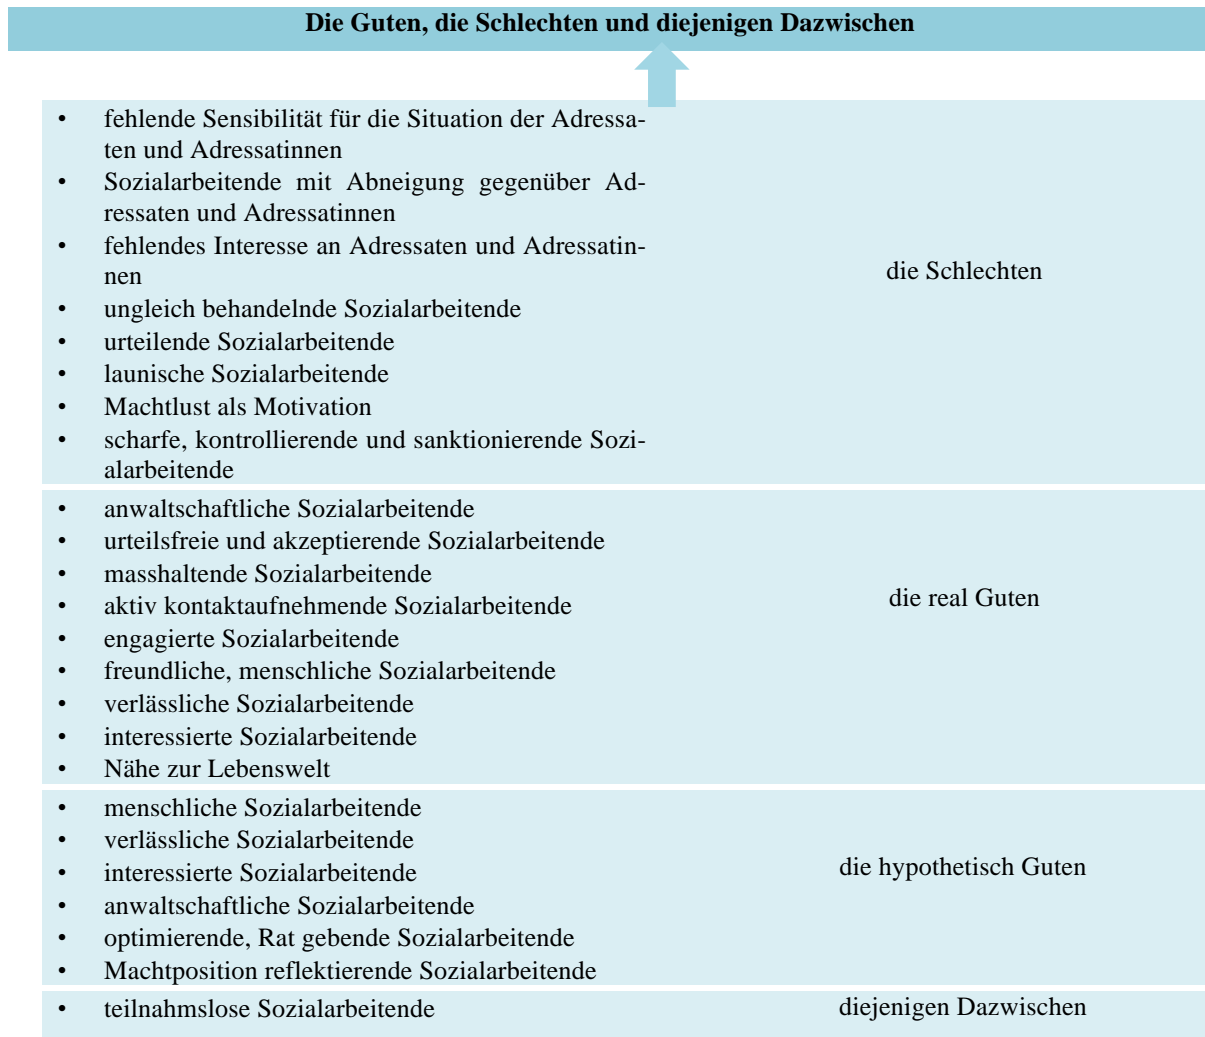 Die Guten, die Schlechten und diejenigen Dazwischen
• fehlende Sensibilität für die Situation der Adressa-
ten und Adressatinnen
• Sozialarbeitende mit Abneigung gegenüber Ad-
ressaten und Adressatinnen
• fehlendes Interesse an Adressaten und Adressatin-
nen
• ungleich behandelnde Sozialarbeitende
• urteilende Sozialarbeitende
• launische Sozialarbeitende
• Machtlust als Motivation
• scharfe, kontrollierende und sanktionierende Sozi-
alarbeitende
die Schlechten
• anwaltschaftliche Sozialarbeitende
• urteilsfreie und akzeptierende Sozialarbeitende
• masshaltende Sozialarbeitende
• aktiv kontaktaufnehmende Sozialarbeitende
• engagierte Sozialarbeitende
• freundliche, menschliche Sozialarbeitende
• verlässliche Sozialarbeitende
• interessierte Sozialarbeitende
• Nähe zur Lebenswelt
die real Guten
• menschliche Sozialarbeitende
• verlässliche Sozialarbeitende
• interessierte Sozialarbeitende
• anwaltschaftliche Sozialarbeitende
• optimierende, Rat gebende Sozialarbeitende
• Machtposition reflektierende Sozialarbeitende
die hypothetisch Guten
• teilnahmslose Sozialarbeitende
diejenigen Dazwischen